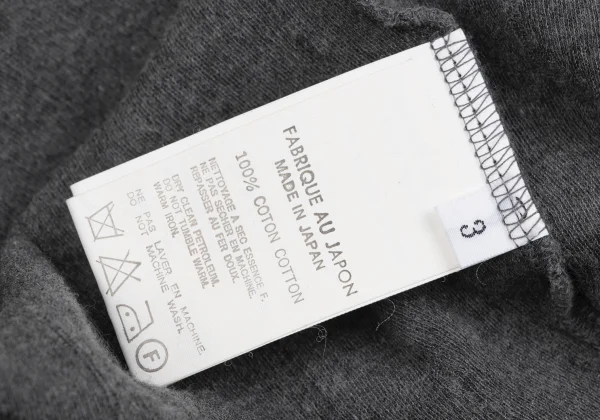 FABRIQUE AU JAPON
MADE IN JAPAN
100% COTON COTTON
NETTOYAGE A SEC ESSENCE F.
NE PAS SECHER EN MACHINE.
REPASSER AU FER DOUX.
DRY CLEAN PETROLEUM.
DO NOT TUMBLE WARM.
WARM IRON.
NE PAS LAVER EN MACHINE.
DO NOT MACHINE WASH.
F
3